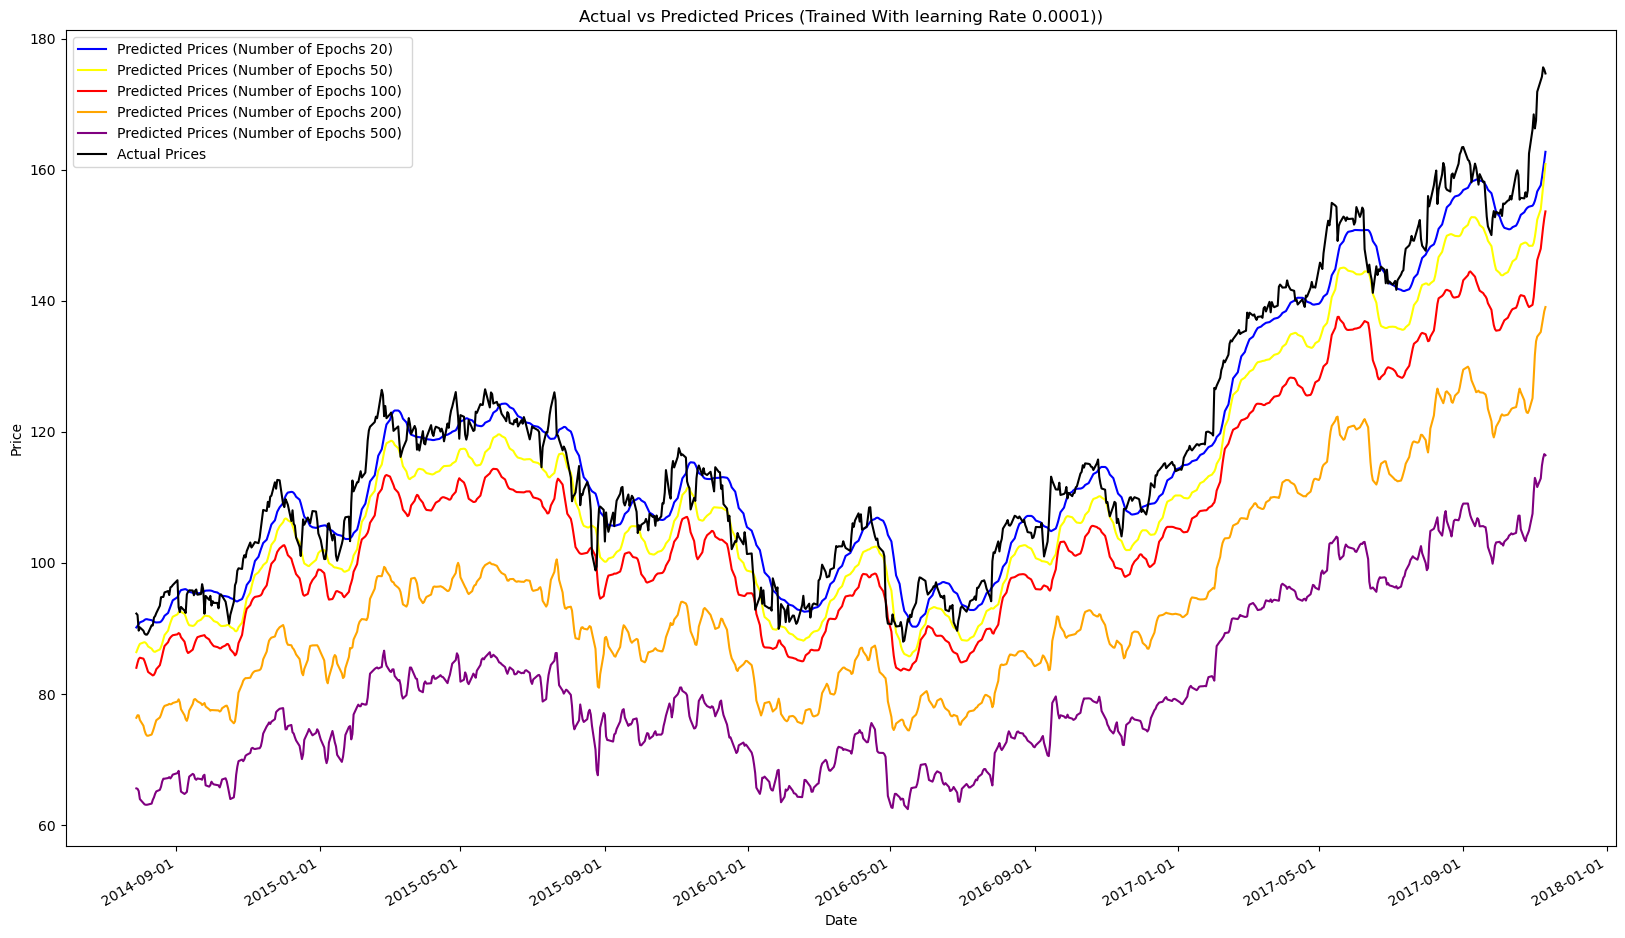 Actual vs Predicted Prices (Trained With learning Rate 0.0001))
Predicted Prices (Number of Epochs 20)
Predicted Prices (Number of Epochs 50)
Predicted Prices (Number of Epochs 100)
Predicted Prices (Number of Epochs 200)
Predicted Prices (Number of Epochs 500)
Actual Prices
180
160
140
120
100
80
60
Price
2014-09-01
2015-01-01
2015-05-01
2015-09-01
2016-01-01
2016-05-01
2016-09-01
2017-01-01
2017-05-01
2017-09-01
2018-01-01
Date